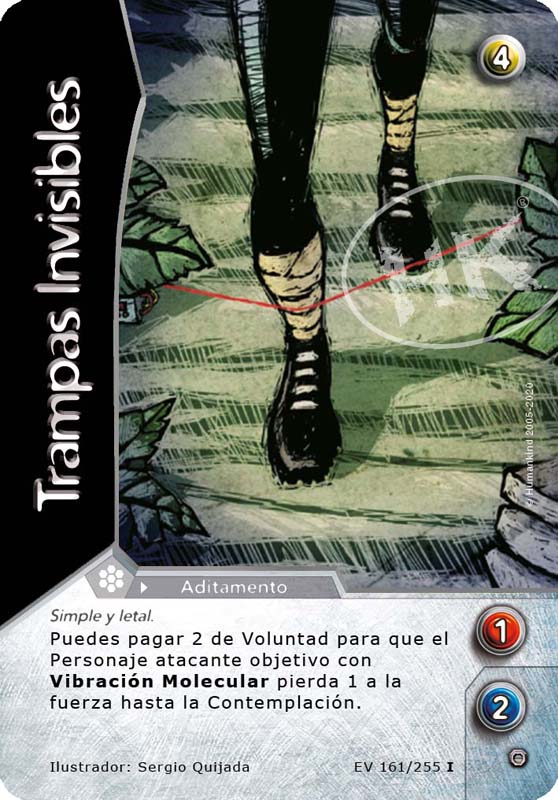 4
Trampas Invisibles
HK
®
© Humankind 2005-2020
Aditamento
Simple y letal.
Puedes pagar 2 de Voluntad para que el
Personaje atacante objetivo con
Vibración Molecular pierda 1 a la
fuerza hasta la Contemplación.
1
2
Ilustrador: Sergio Quijada
EV 161/255 I